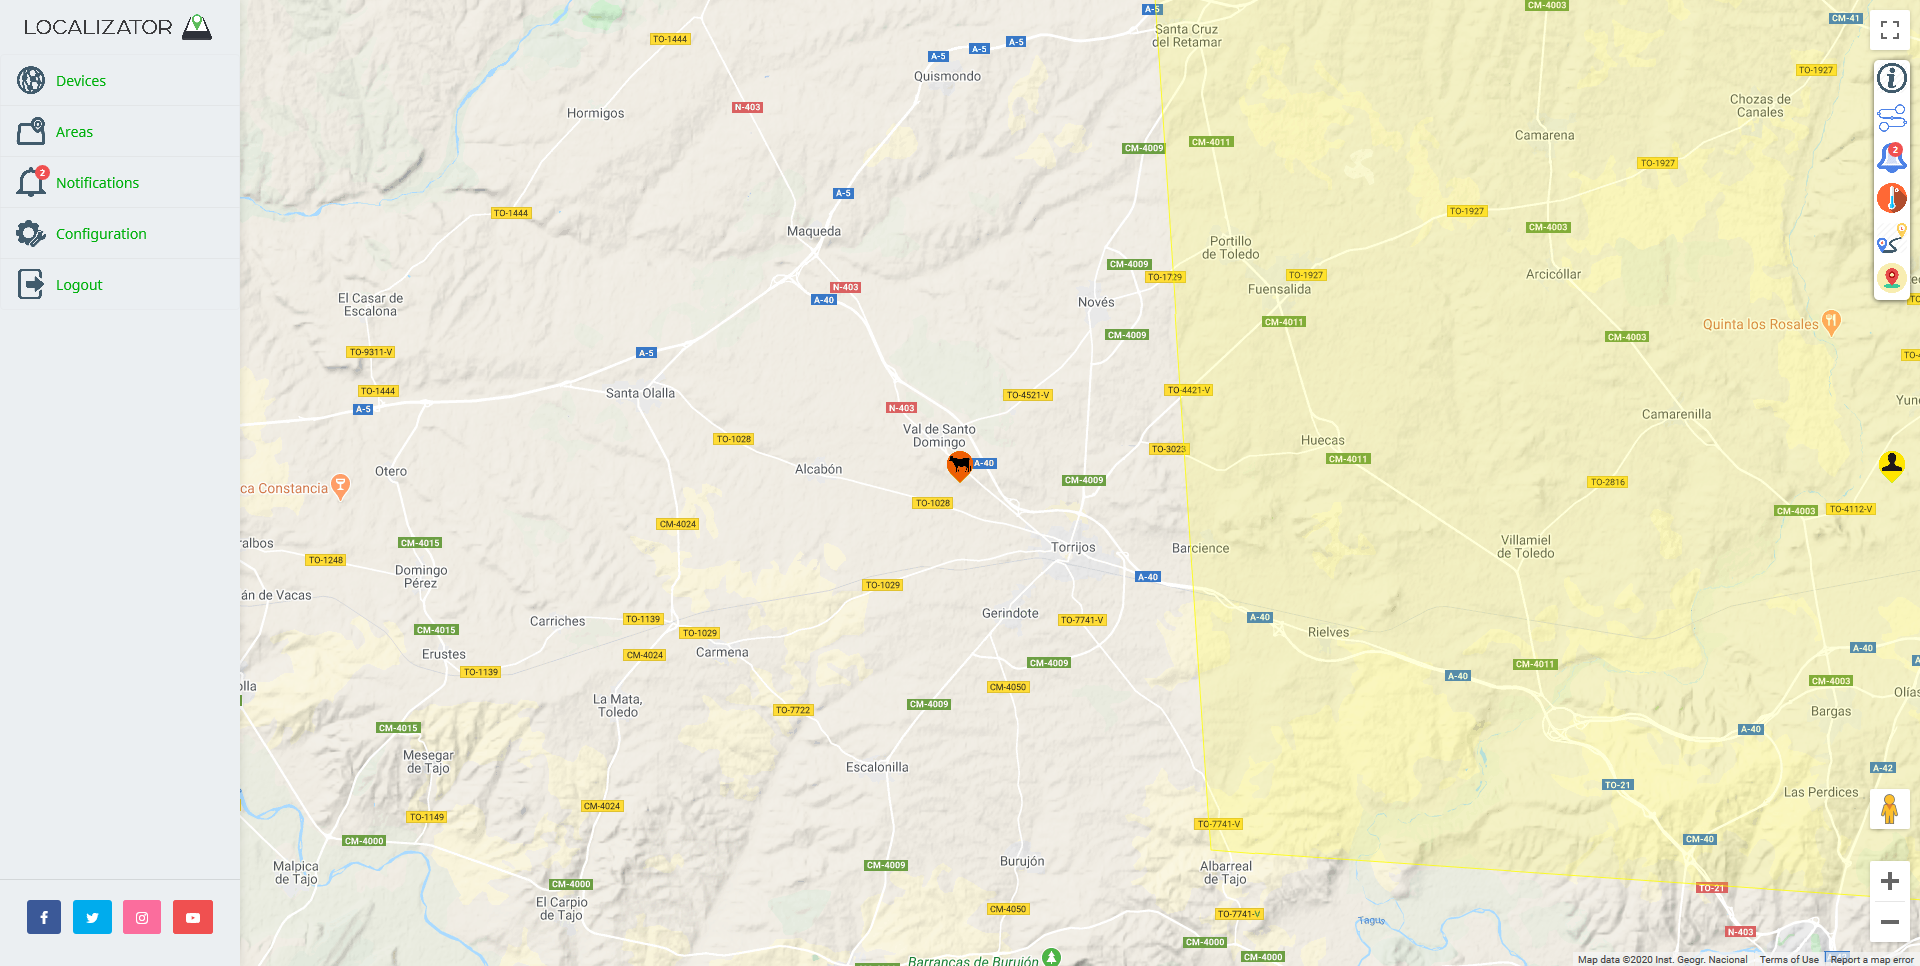 LOCALIZATOR
Devices
Areas
2
Notifications
Configuration
Logout
A-5
CM-4003
CM-41
Santa Cruz
del Retamar
TO-1444
A-5
A-5
A-5
Quismondo
TO-1927
N-403
Hormigos
Chozas de
Canales
Camarena
CM-4009
CM-4011
2
TO-1927
A-5
TO-1444
TO-1927
Maqueda
CM-4003
Portillo
de Toledo
CM-4009
TO-1729
TO-1927
Arcicóllar
N-403
Fuensalida
El Casar de
Escalona
A-40
Novés
CM-4011
Quinta los Rosales
CM-4009
CM-4003
TO-9311-V
A-5
TO-1444
Santa Olalla
TO-4521-V
TO-4421-V
A-5
N-403
Camarenilla
Val de Santo
Domingo
TO-1028
Huecas
TO-3023
Otero
Alcabón
A-40
CM-4011
ca Constancia
CM-4009
TO-2816
TO-1028
CM-4003
TO-4112-V
CM-4024
ralbos
CM-4015
Torrijos
Barcience
Villamiel
de Toledo
TO-1248
Domingo
Pérez
A-40
TO-1029
án de Vacas
Gerindote
Carriches
TO-1139
TO-7741-V
A-40
CM-4015
TO-1029
Rielves
Erustes
CM-4024
Carmena
CM-4009
CM-4011
A-40
TO-1139
A-40
CM-4003
olla
CM-4050
Olías
La Mata,
Toledo
TO-7722
CM-4009
Bargas
CM-4015
A-40
Mesegar
de Tajo
Escalonilla
A-42
TO-21
Las Perdices
CM-4024
TO-1149
TO-7741-V
CM-4000
CM-40
Malpica
de Tajo
CM-4009
Burujón
Albarreal
de Tajo
CM-4000
TO-21
El Carpio
de Tajo
CM-4050
TO-7741-V
Tagus
N-403
CM-4000
CM-4000
Barrancas de Burujón
Map data ©2020 Inst. Geogr. Nacional
Terms of Use
Report a map error